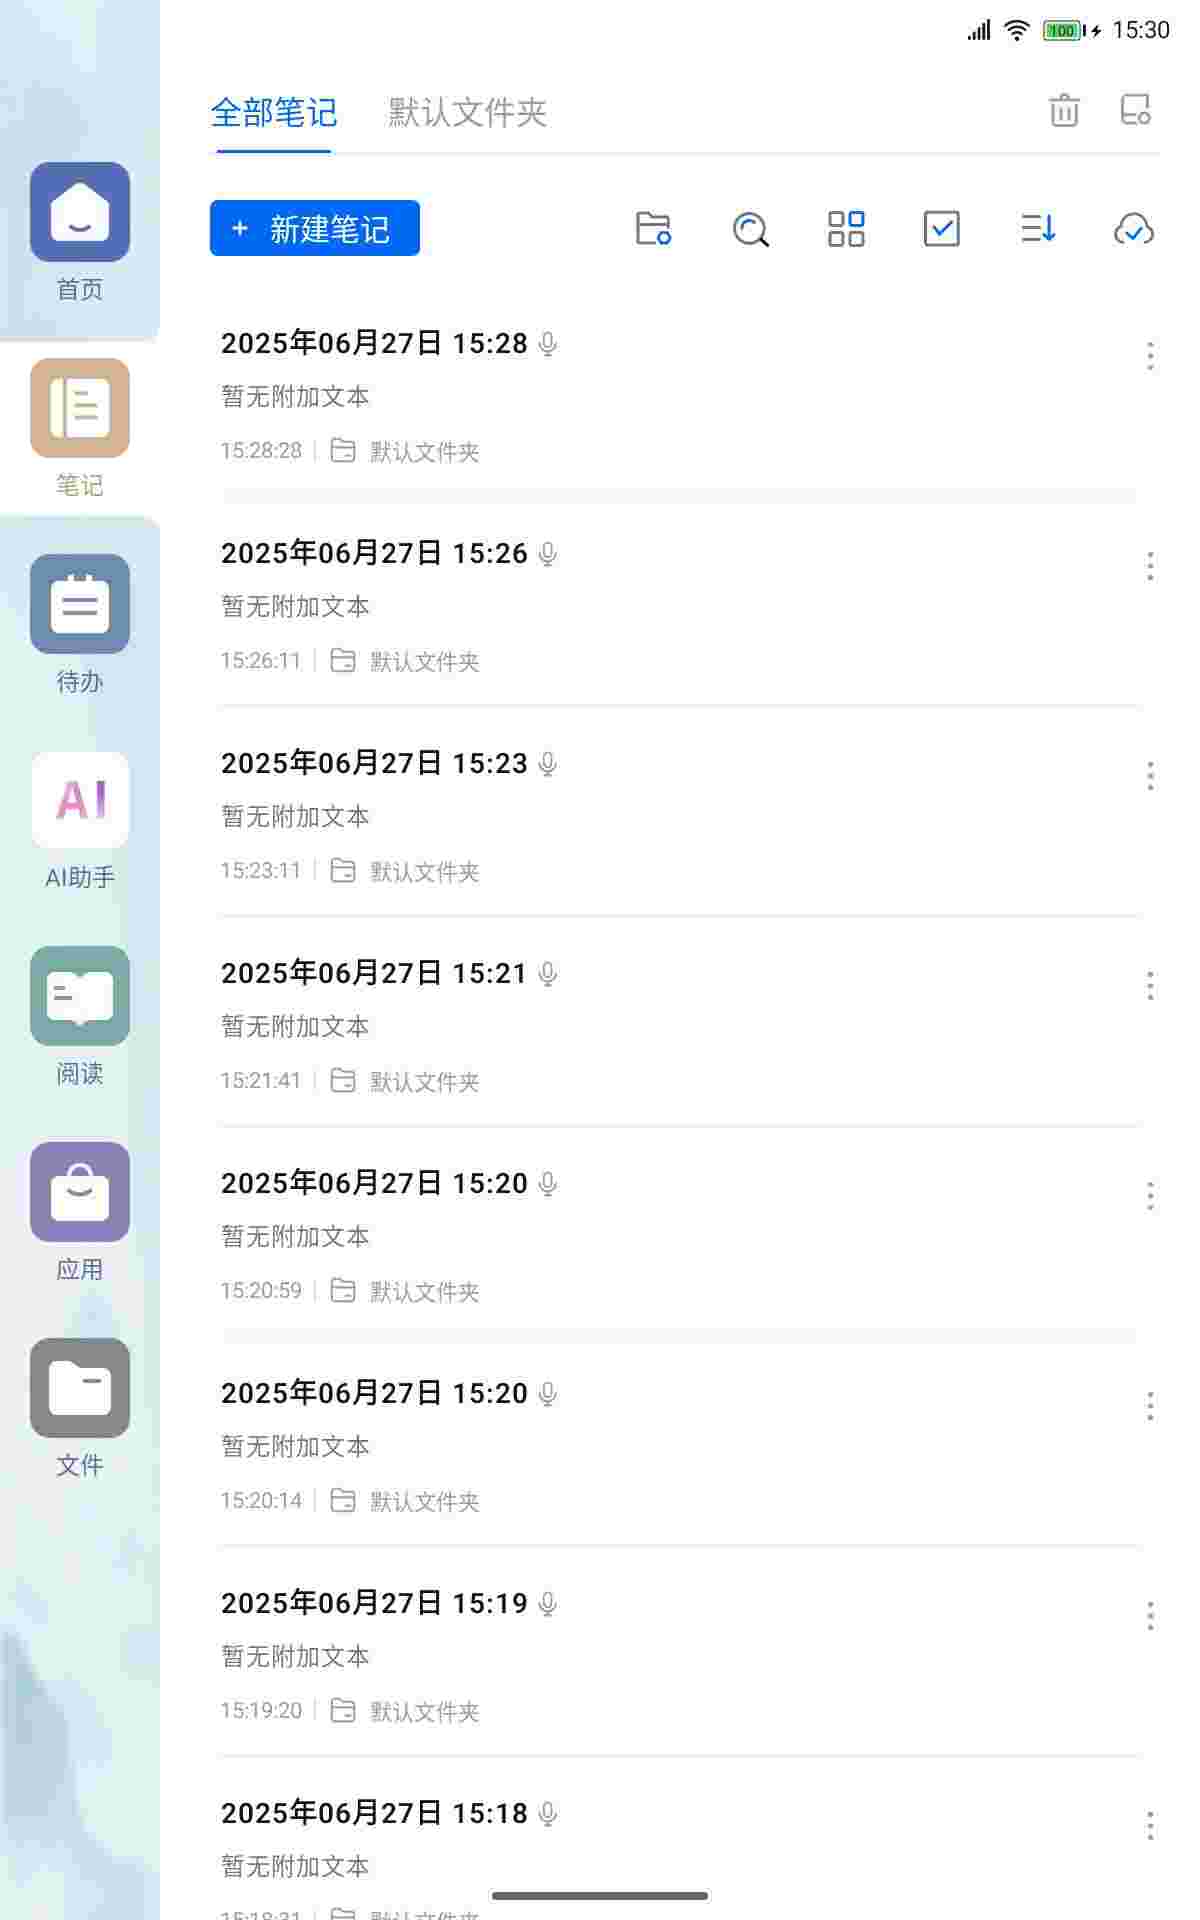 100 15:30
全部笔记 默认文件夹
+ 新建笔记
首页
笔记
待办
AI
AI助手
阅读
应用
文件
2025年06月27日 15:28
暂无附加文本
15:28:28 默认文件夹
2025年06月27日 15:26
暂无附加文本
15:26:11 默认文件夹
2025年06月27日 15:23
暂无附加文本
15:23:11 默认文件夹
2025年06月27日 15:21
暂无附加文本
15:21:41 默认文件夹
2025年06月27日 15:20
暂无附加文本
15:20:59 默认文件夹
2025年06月27日 15:20
暂无附加文本
15:20:14 默认文件夹
2025年06月27日 15:19
暂无附加文本
15:19:20 默认文件夹
2025年06月27日 15:18
暂无附加文本
15:18:31 默认文件夹